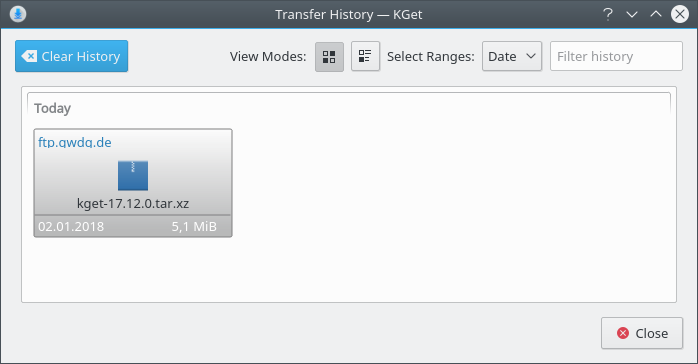 Transfer History — KGet
Clear History
View Modes:
Select Ranges:
Date
Filter history
Today
ftp.gwdg.de
kget-17.12.0.tar.xz
02.01.2018
5,1 MiB
Close